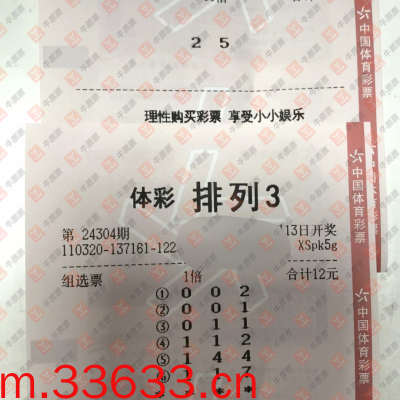 2 5
理性购买彩票 享受小小娱乐
中国体育彩票
体彩 排列3
第 24304期
13日开奖
110320-137161-122
XSpk5g
组选票
1倍
合计12元
① 0 0 2
② 0 0 1
③ 0 1 1
④ 1 1 2
⑤ 1 4 4
1 1 7
中国体育彩票
中国体育彩票
m.33633.cn